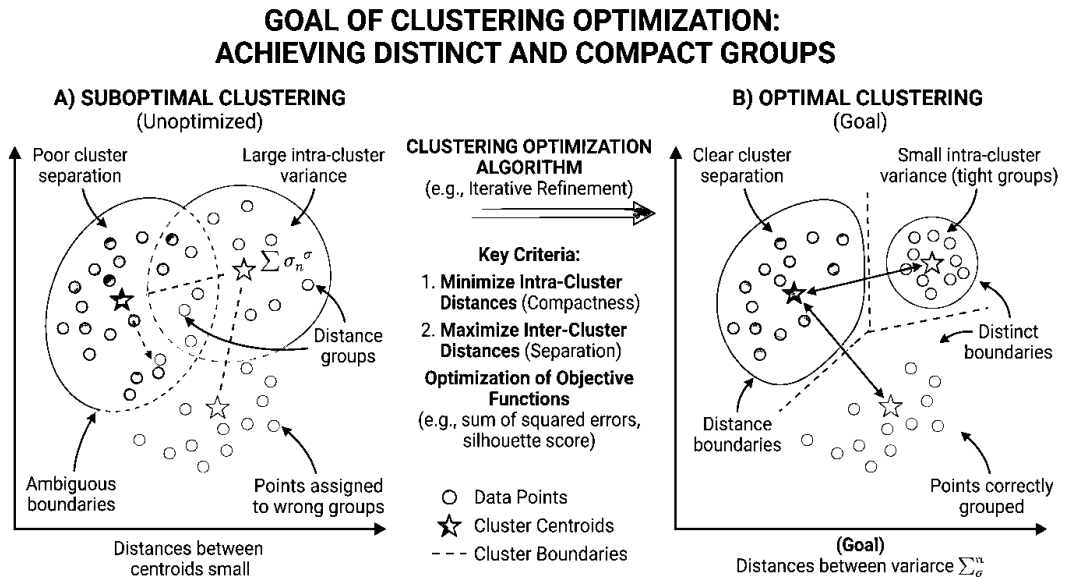 GOAL OF CLUSTERING OPTIMIZATION:
ACHIEVING DISTINCT AND COMPACT GROUPS
A) SUBOPTIMAL CLUSTERING
(Unoptimized)
Poor cluster
separation
Large intra-cluster
variance
∑ σₙσ
Distance
groups
Ambiguous
boundaries
Points assigned
to wrong groups
Distances between
centroids small
CLUSTERING OPTIMIZATION
ALGORITHM
(e.g., Iterative Refinement)
Key Criteria:
1. Minimize Intra-Cluster
Distances (Compactness)
2. Maximize Inter-Cluster
Distances (Separation)
Optimization of Objective
Functions
(e.g., sum of squared errors,
silhouette score)
Data Points
Cluster Centroids
Cluster Boundaries
B) OPTIMAL CLUSTERING
(Goal)
Clear cluster
separation
Small intra-cluster
variance (tight groups)
Distinct
boundaries
Distance
boundaries
Points correctly
grouped
(Goal)
Distances between variarce ∑ⁿσ